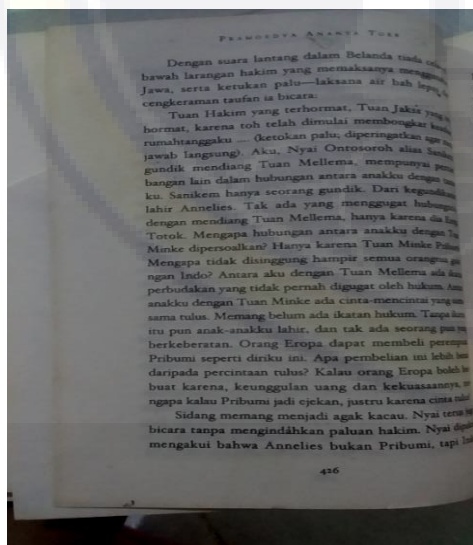 PRAMOEDYA ANANTA TOER
Dengan suara lantang dalam Belanda tiada
bawah larangan hakim yang memaksanya
Jawa, serta ketukan palu—laksana air bah lepas
cengkeraman taufan ia bicara:
Tuan Hakim yang terhormat, Tuan Jaksa yang
hormat, karena toh telah dimulai membongkar
rumahtanggaku ... (ketokan palu; diperingatkan agar
jawab langsung). Aku, Nyai Ontosoroh alias
gundik mendiang Tuan Mellema, mempunyai
bangan lain dalam hubungan antara anakku dengan
ku. Sanikem hanya seorang gundik. Dari
lahir Annelies. Tak ada yang menggugat
dengan mendiang Tuan Mellema, hanya karena dia
Totok. Mengapa hubungan antara anakku dengan
Minke dipersoalkan? Hanya karena Tuan Minke
Mengapa tidak disinggung hampir semua
ngan Indo? Antara aku dengan Tuan Mellema ada
perbudakan yang tidak pernah digugat oleh hukum.
anakku dengan Tuan Minke ada cinta-mencintai yang
sama tulus. Memang belum ada ikatan hukum. Tanpa
itu pun anak-anakku lahir, dan tak ada seorang pun
berkeberatan. Orang Eropa dapat membeli
Pribumi seperti diriku ini. Apa pembelian ini lebih
daripada percintaan tulus? Kalau orang Eropa boleh
buat karena, keunggulan uang dan kekuasaannya,
ngapa kalau Pribumi jadi ejekan, justru karena cinta
Sidang memang menjadi agak kacau. Nyai terus
bicara tanpa mengindáhkan paluan hakim. Nyai
mengakui bahwa Annelies bukan Pribumi, tapi
426